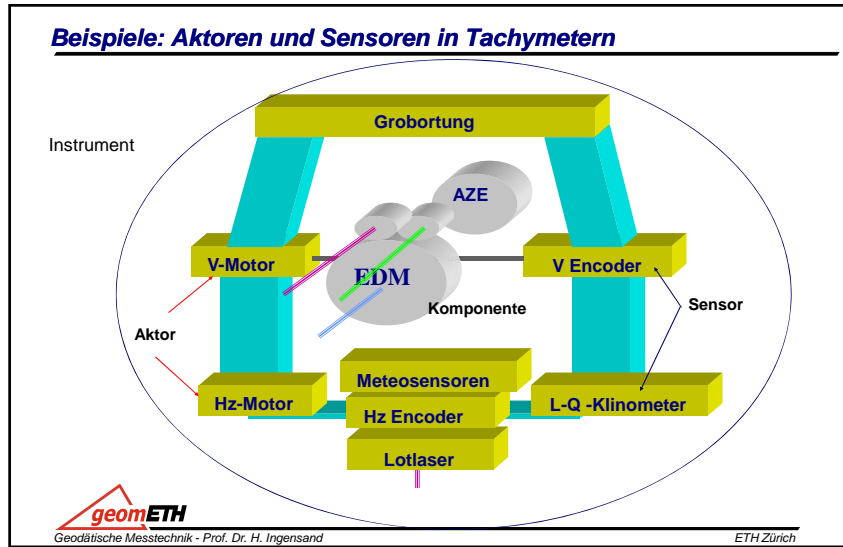 Beispiele: Aktoren und Sensoren in Tachymetern
Grobortung
Instrument
AZE
V-Motor
EDM
V Encoder
Komponente
Sensor
Aktor
Meteosensoren
Hz-Motor
Hz Encoder
L-Q -Klinometer
Lotlaser
geomETH
Geodätische Messtechnik - Prof. Dr. H. Ingensand
ETH Zürich